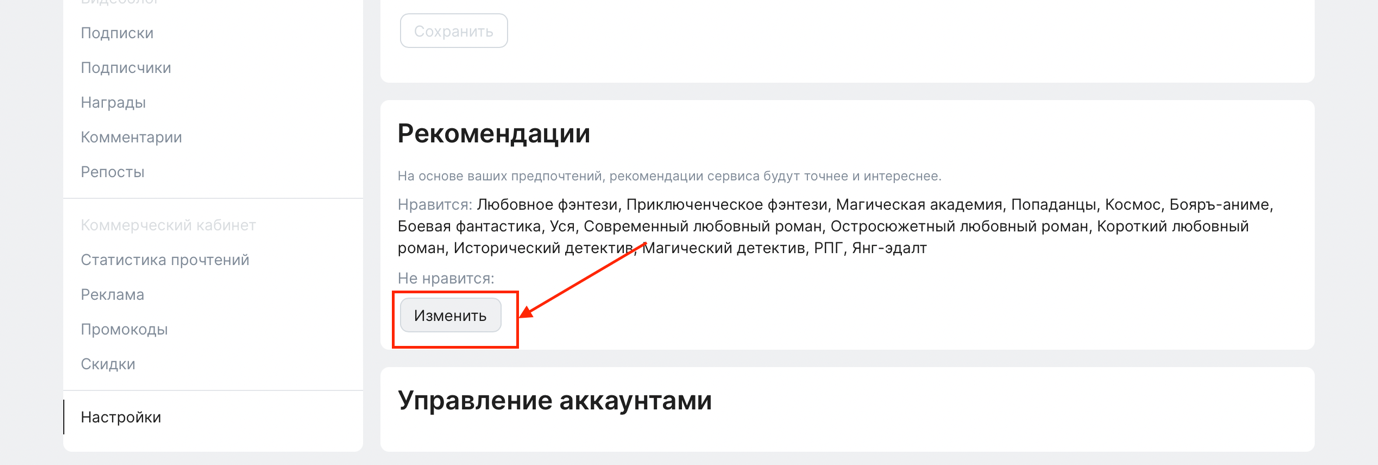 Видеоблог
Подписки
Подписчики
Награды
Комментарии
Репосты
Коммерческий кабинет
Статистика прочтений
Реклама
Промокоды
Скидки
Настройки
Сохранить
Рекомендации
На основе ваших предпочтений, рекомендации сервиса будут точнее и интереснее.
Нравится: Любовное фэнтези, Приключенческое фэнтези, Магическая академия, Попаданцы, Космос, Бояръ-аниме,
Боевая фантастика, Уся, Современный любовный роман, Остросюжетный любовный роман, Короткий любовный
роман, Исторический детектив, Магический детектив, РПГ, Янг-эдалт
Не нравится:
Изменить
Управление аккаунтами